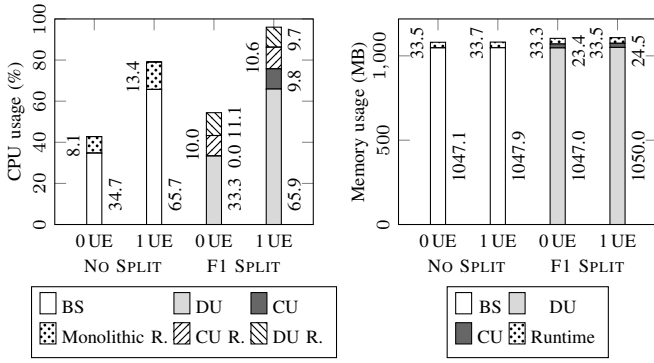 CPU usage (%)
100
80
60
40
20
0
8.1
34.7
13.4
65.7
10.0
33.3
0.0
11.1
10.6
65.9
9.8
9.7
0 UE
1 UE
0 UE
1 UE
NO SPLIT
F1 SPLIT
BS
DU
CU
Monolithic R.
CU R.
DU R.
Memory usage (MB)
1,000
500
0
33.5
1047.1
33.7
1047.9
33.3
1047.0
23.4
33.5
1050.0
24.5
0 UE
1 UE
0 UE
1 UE
NO SPLIT
F1 SPLIT
BS
DU
CU
Runtime